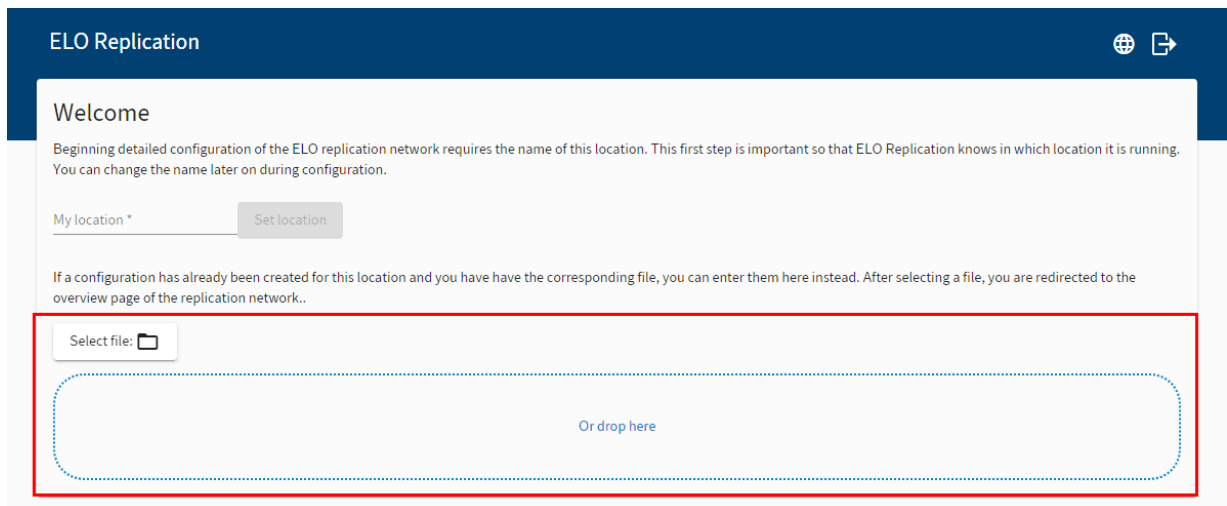 ELO Replication
Welcome
Beginning detailed configuration of the ELO replication network requires the name of this location. This first step is important so that ELO Replication knows in which location it is running.
You can change the name later on during configuration.
My location *
Set location
If a configuration has already been created for this location and you have have the corresponding file, you can enter them here instead. After selecting a file, you are redirected to the
overview page of the replication network..
Select file:
Or drop here